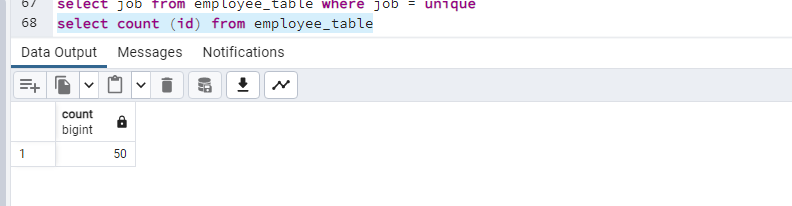 67 select job from employee_table where job = unique
68 select count (id) from employee_table
Data Output Messages Notifications
count
bigint
1 50